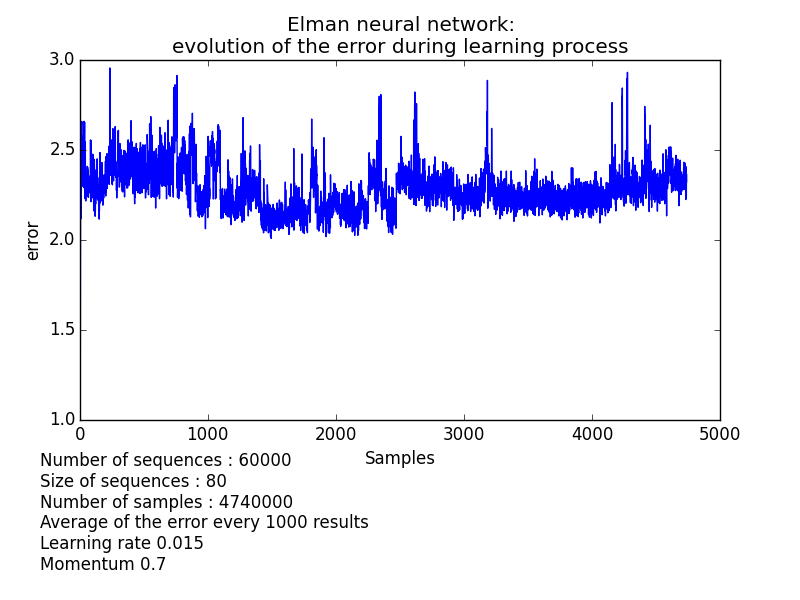 Elman neural network:
evolution of the error during learning process
3.0
2.5
2.0
1.5
1.0
error
0 1000 2000 3000 4000 5000
Samples
Number of sequences : 60000
Size of sequences : 80
Number of samples : 4740000
Average of the error every 1000 results
Learning rate 0.015
Momentum 0.7